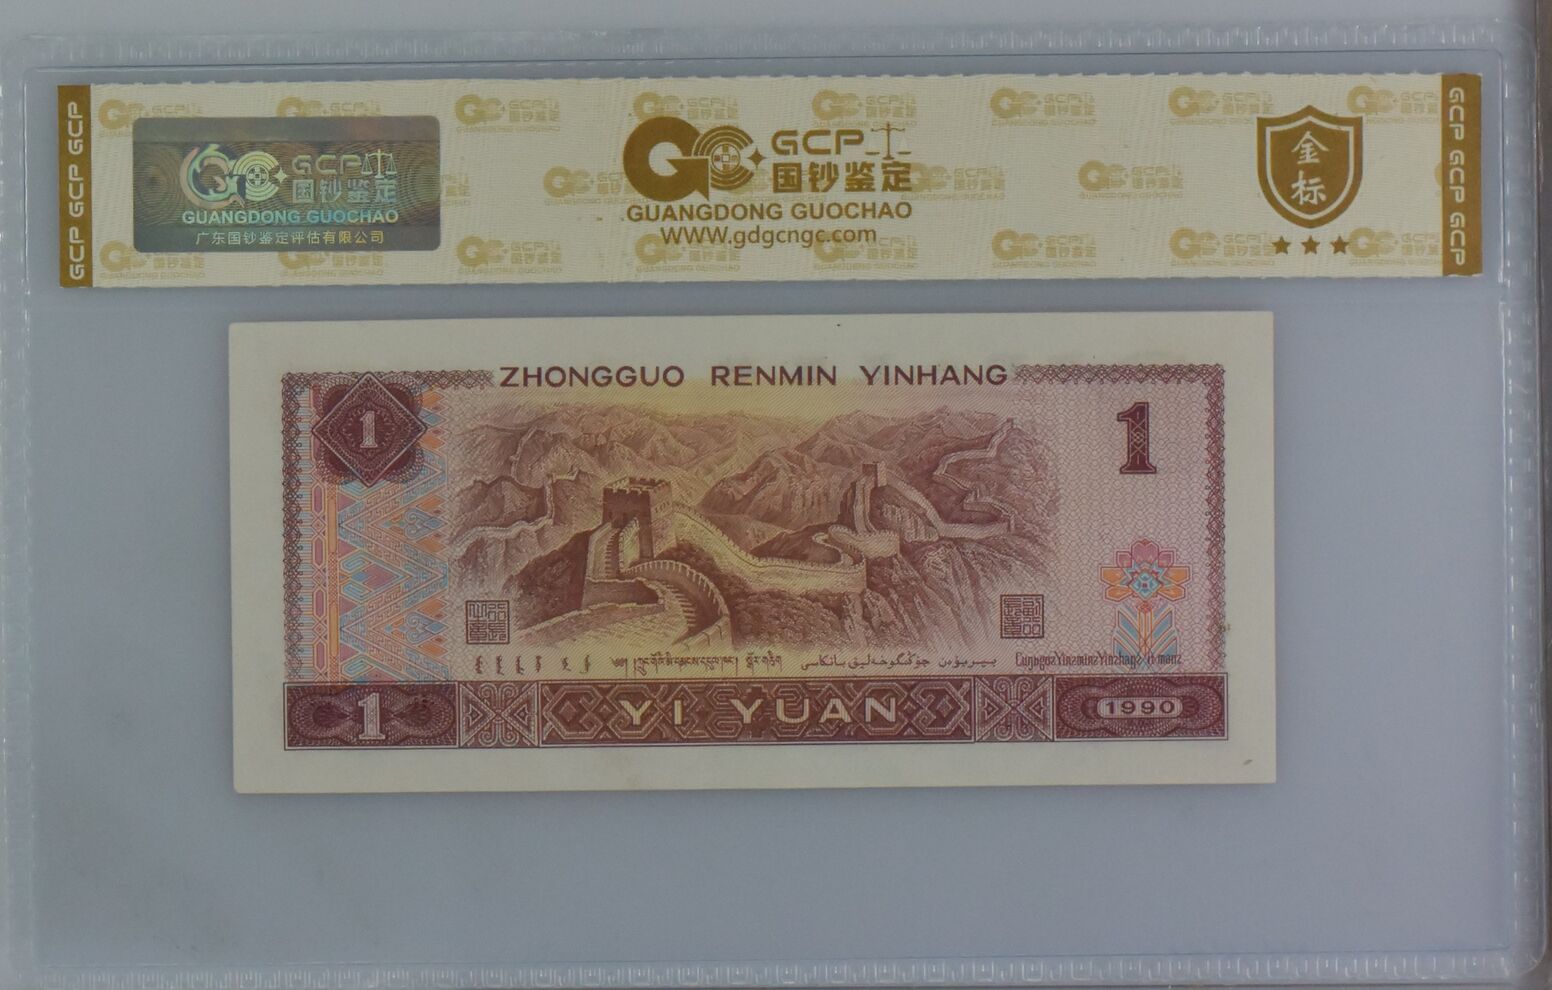 GCP GCP GCP
GCP
国钞鉴定
GUANGDONG GUOCHAO
广东国钞鉴定评估有限公司
GCP
国钞鉴定
GUANGDONG GUOCHAO
WWW.gdgcngc.com
金
标
GCP GCP GCP GCP
ZHONGGUO RENMIN YINHANG
1
1
1
YI YUAN
1990